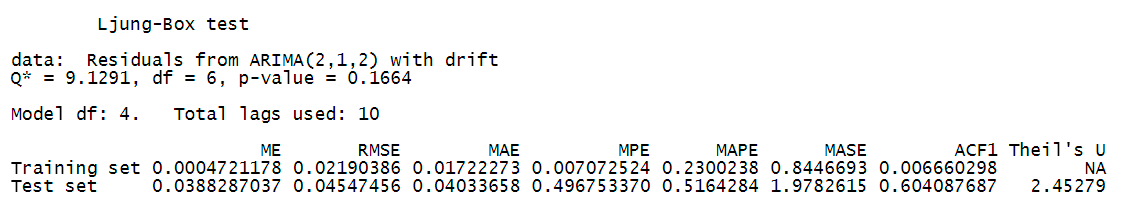 Ljung-Box test
data:  Residuals from ARIMA(2,1,2) with drift
Q* = 9.1291, df = 6, p-value = 0.1664
Model df: 4.   Total lags used: 10
ME RMSE MAE MPE MAPE MASE ACF1 Theil's U
Training set 0.0004721178 0.02190386 0.01722273 0.007072524 0.2300238 0.8446693 0.006660298 NA
Test set 0.0388287037 0.04547456 0.04033658 0.496753370 0.5164284 1.9782615 0.604087687 2.45279